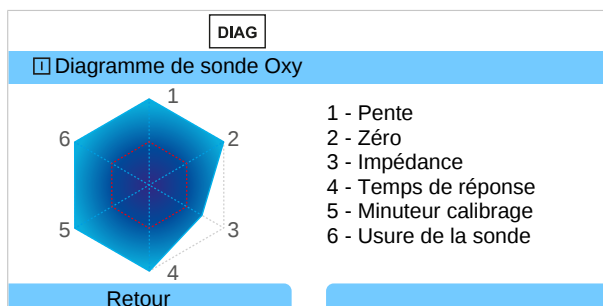 DIAG
I Diagramme de sonde Oxy
1
2
3
4
5
6
1 - Pente
2 - Zéro
3 - Impédance
4 - Temps de réponse
5 - Minuteur calibrage
6 - Usure de la sonde
Retour